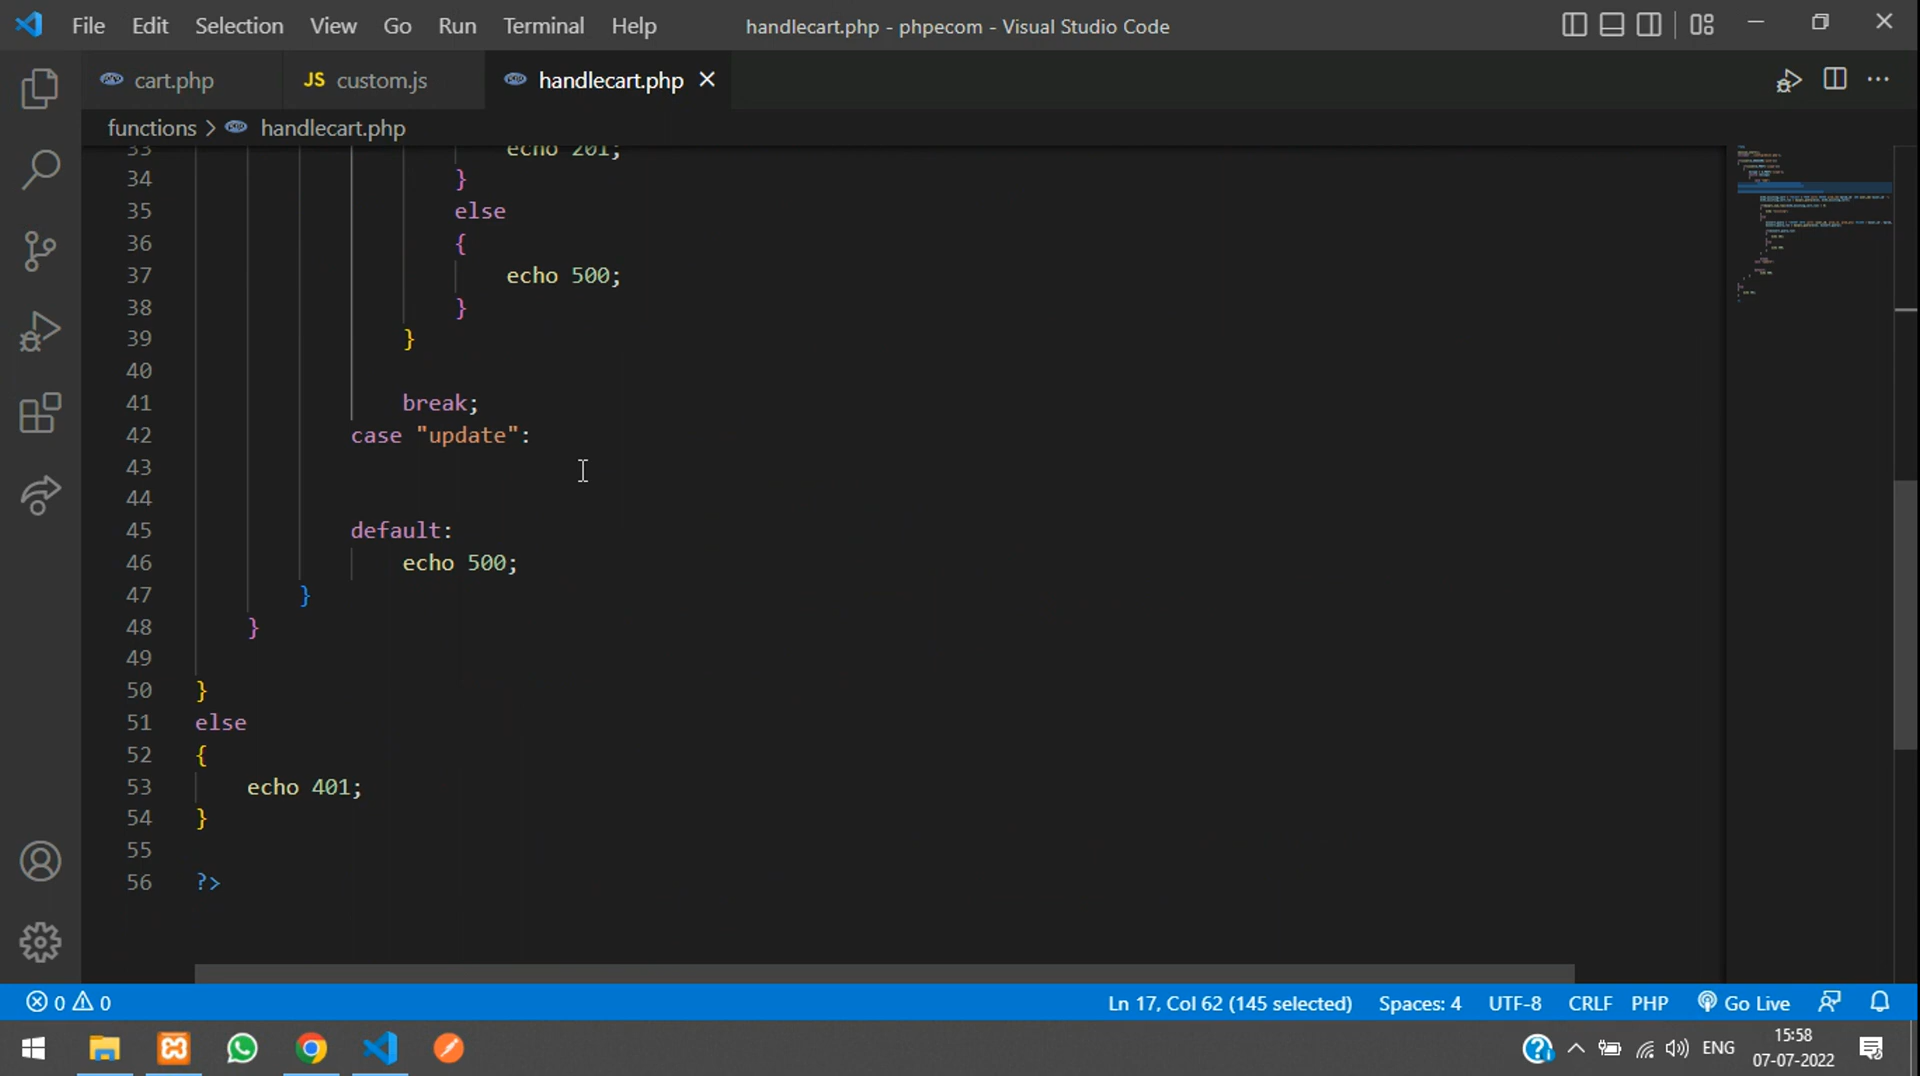 File Edit Selection View Go Run Terminal Help handlecart.php - phpecom - Visual Studio Code
cart.php JS custom.js handlecart.php
functions > handlecart.php
33 echo 201;
34 }
35 else
36 {
37 echo 500;
38 }
39 }
40
41 break;
42 case "update":
43
44
45 default:
46 echo 500;
47 }
48 }
49
50 }
51 else
52 {
53 echo 401;
54 }
55
56 ?>
0 0 Ln 17, Col 62 (145 selected) Spaces: 4 UTF-8 CRLF PHP Go Live
ENG 15:58
07-07-2022